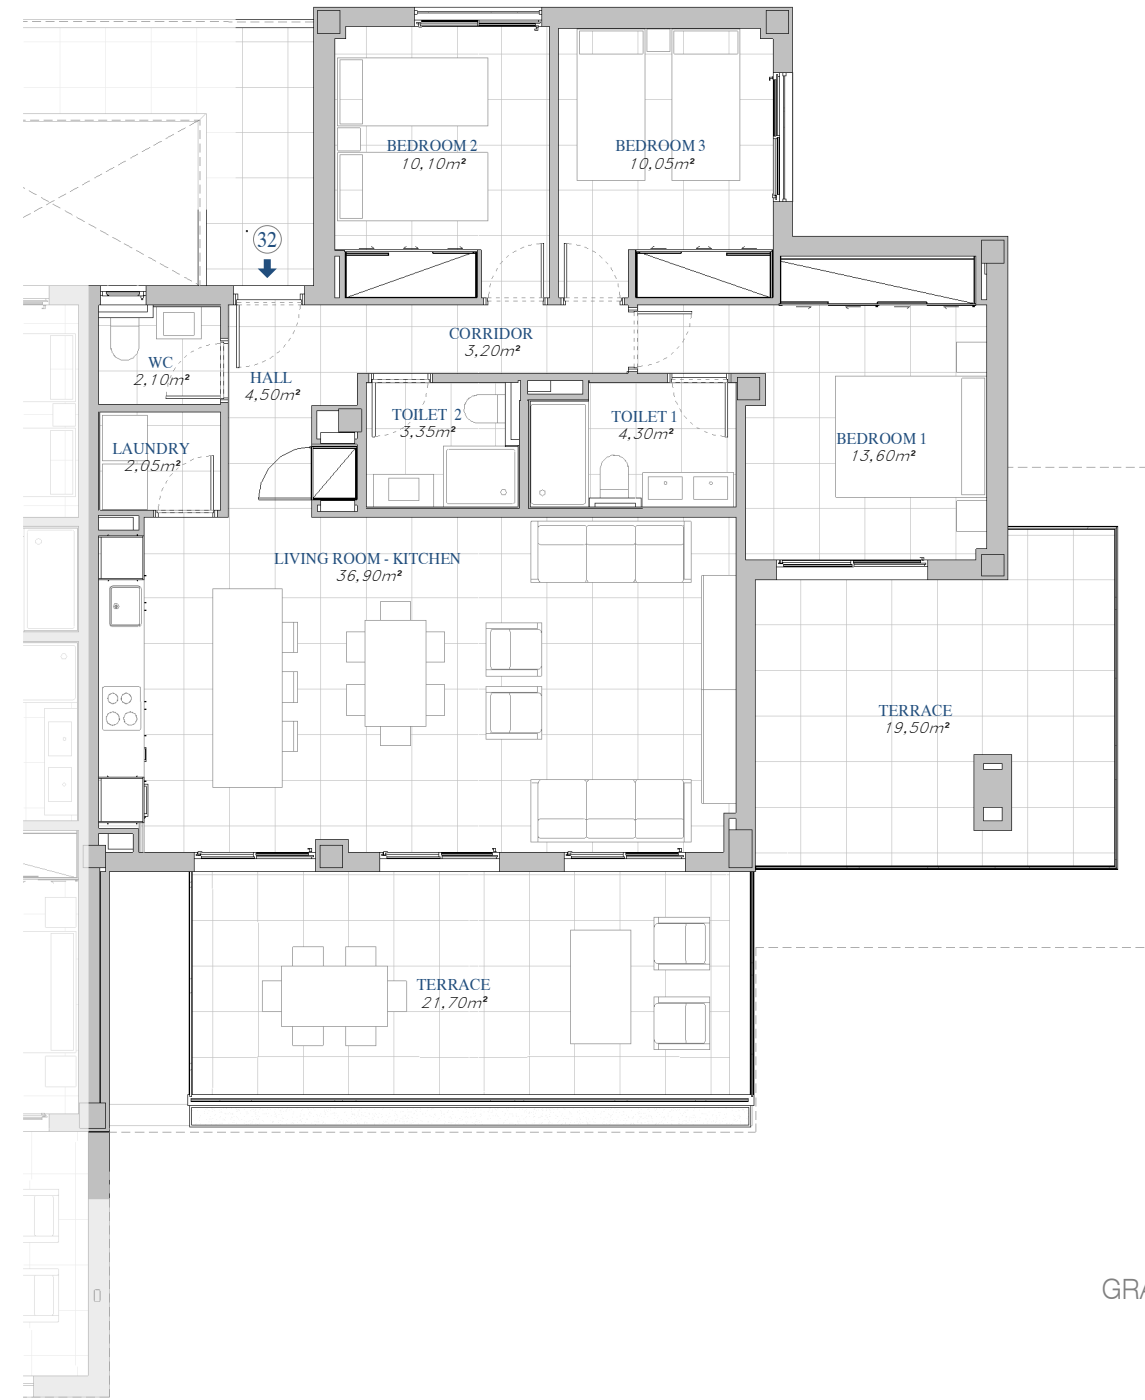 BEDROOM 2
10,10m²
BEDROOM 3
10,05m²
32
CORRIDOR
3,20m²
WC
2,10m²
HALL
4,50m²
TOILET 2
3,35m²
TOILET 1
4,30m²
BEDROOM 1
13,60m²
LAUNDRY
2,05m²
LIVING ROOM - KITCHEN
36,90m²
TERRACE
19,50m²
TERRACE
21,70m²
GRA